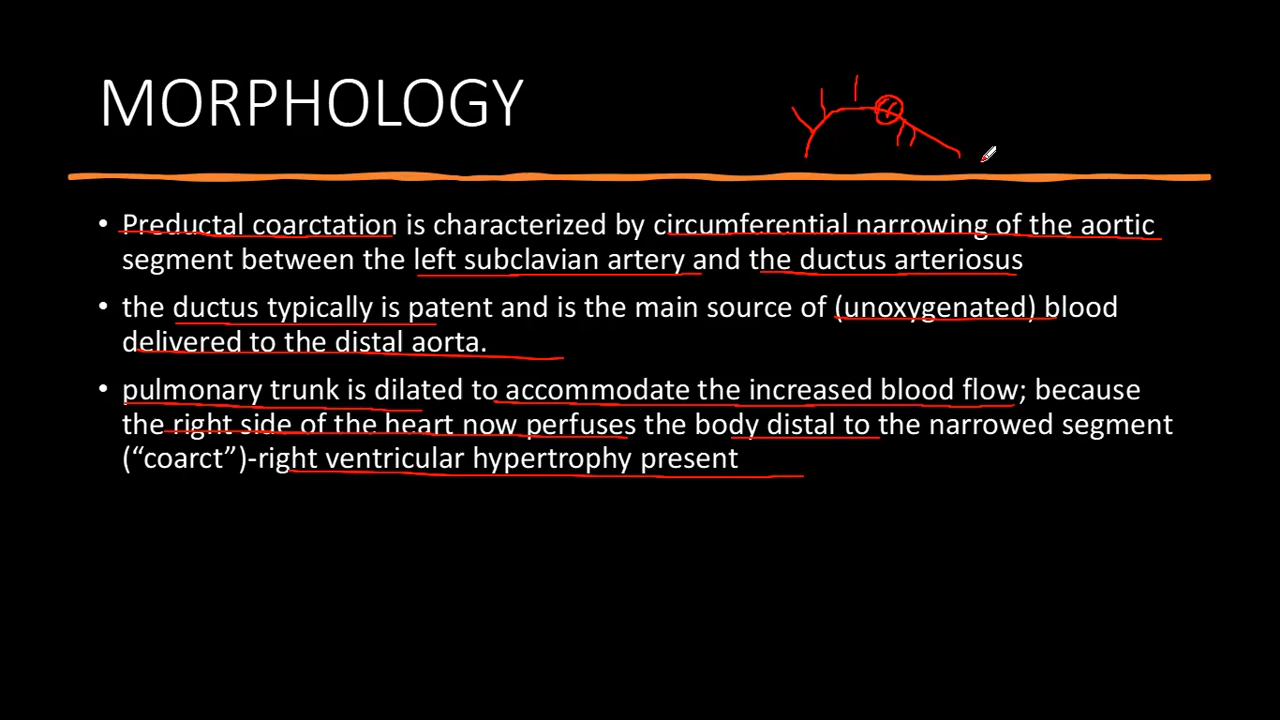 MORPHOLOGY
• Preductal coarctation is characterized by circumferential narrowing of the aortic
segment between the left subclavian artery and the ductus arteriosus
• the ductus typically is patent and is the main source of (unoxygenated) blood
delivered to the distal aorta.
• pulmonary trunk is dilated to accommodate the increased blood flow; because
the right side of the heart now perfuses the body distal to the narrowed segment
(“coarct”)-right ventricular hypertrophy present